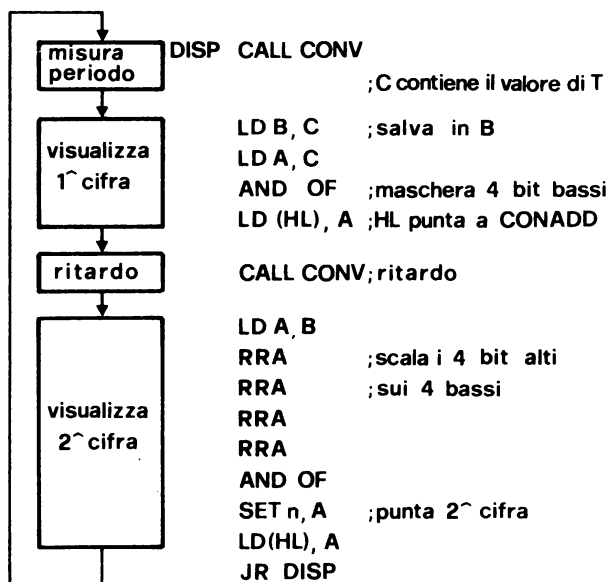 misura periodo DISP CALL CONV
;C contiene il valore di T
visualizza 1^ cifra
LD B, C ;salva in B
LD A, C
AND OF ;maschera 4 bit bassi
LD (HL), A ;HL punta a CONADD
ritardo CALL CONV; ritardo
visualizza 2^ cifra
LD A, B
RRA ;scala i 4 bit alti
RRA ;sui 4 bassi
RRA
RRA
AND OF
SET n, A ;punta 2^ cifra
LD(HL), A
JR DISP